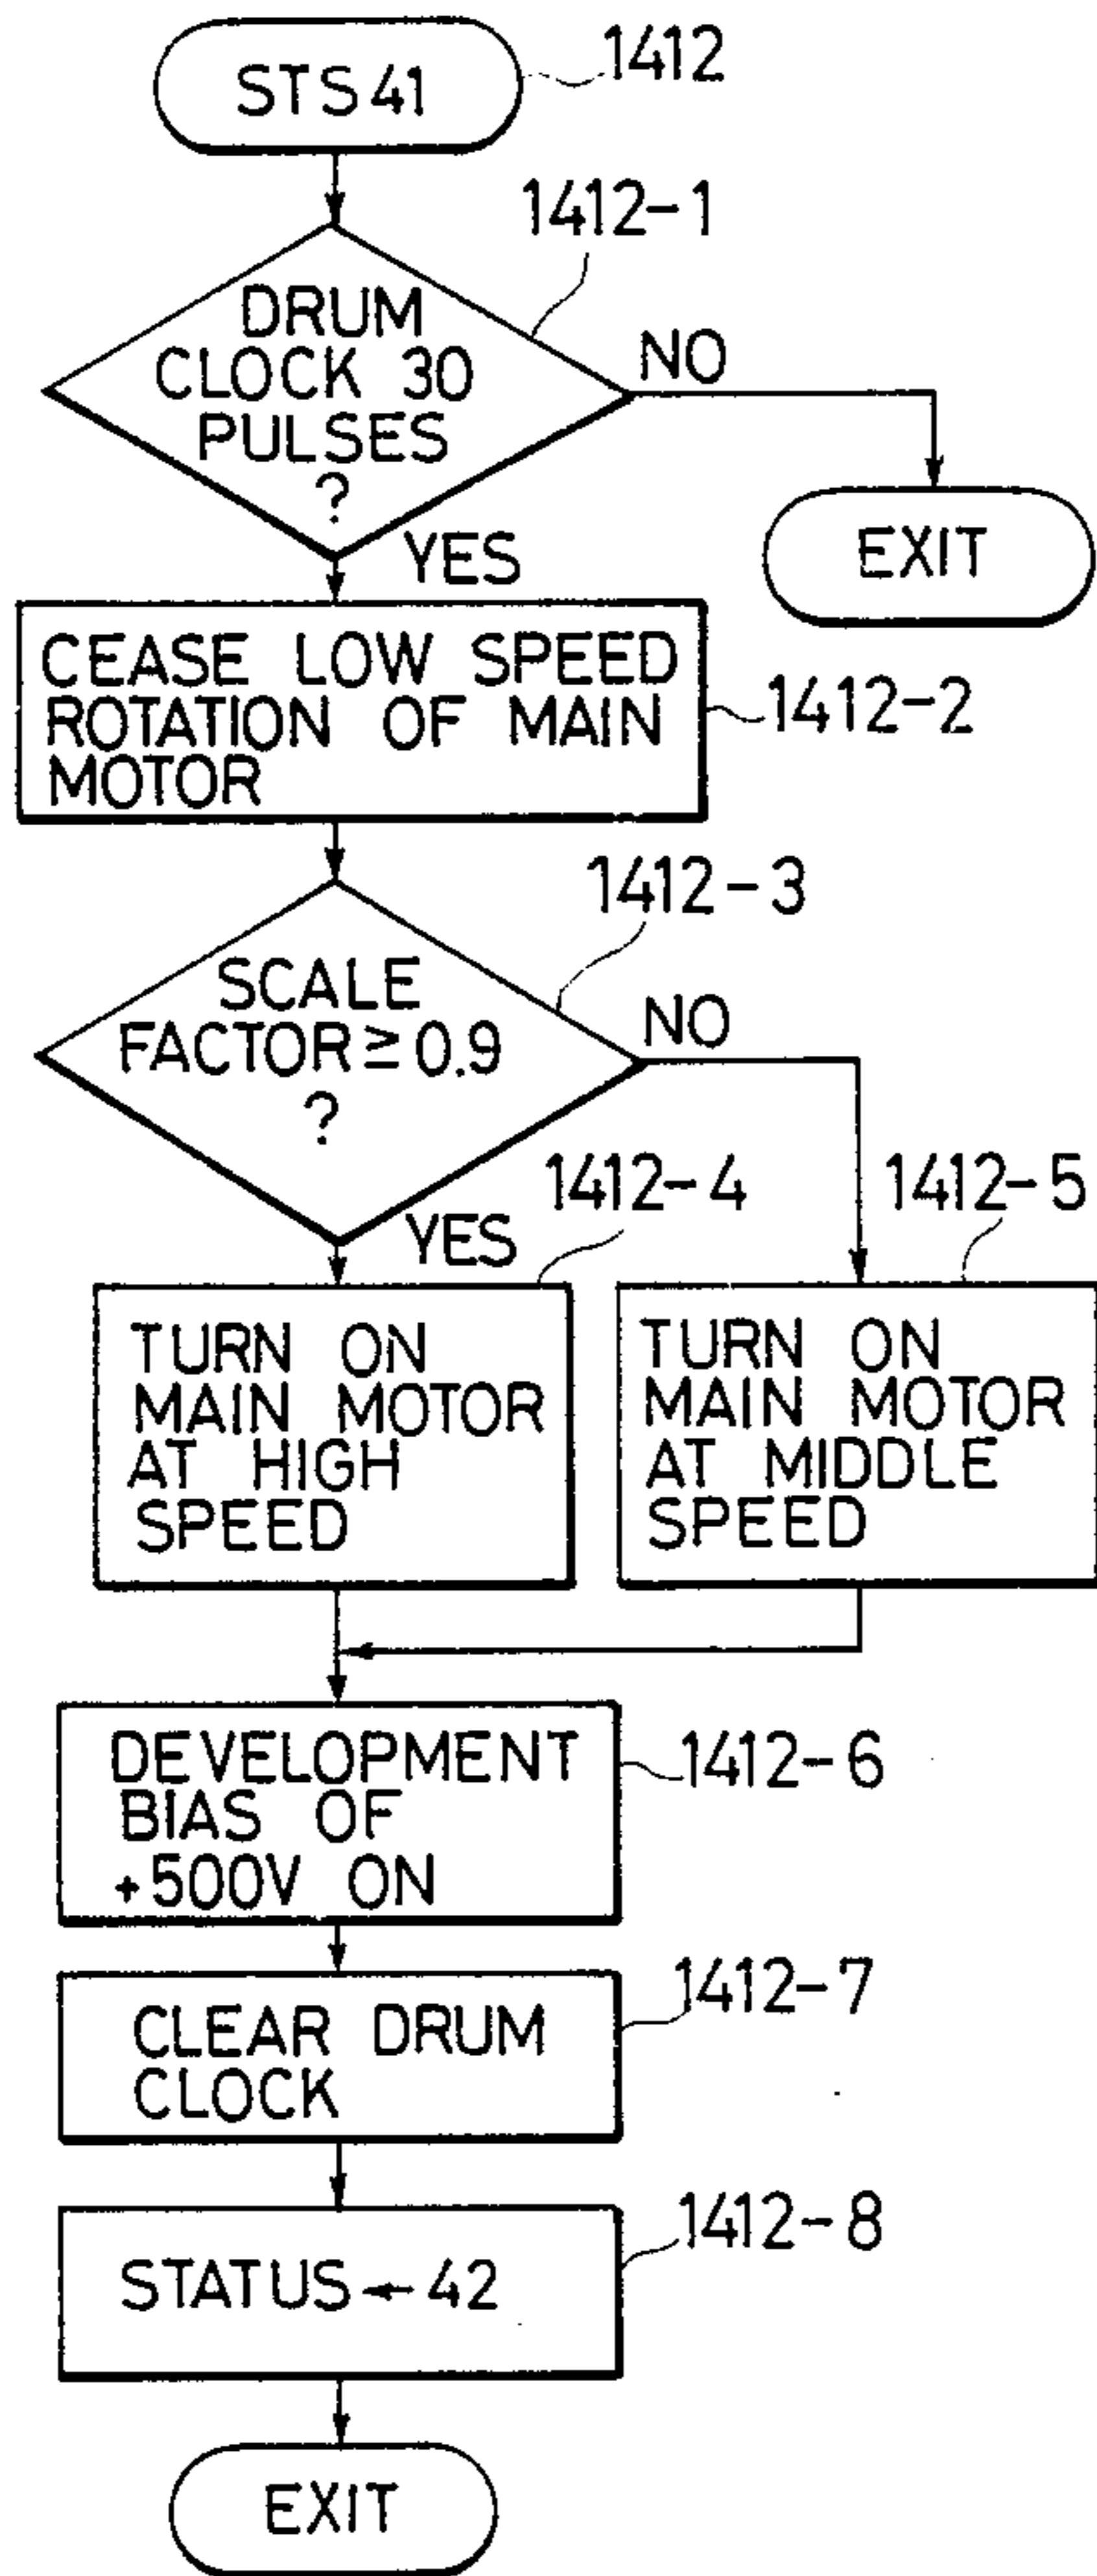 STS41
1412
1412-1
DRUM
CLOCK 30
PULSES
?
NO
EXIT
YES
CEASE LOW SPEED
ROTATION OF MAIN
MOTOR
1412-2
1412-3
SCALE
FACTOR ≥ 0.9
?
NO
YES
1412-4
1412-5
TURN ON
MAIN MOTOR
AT HIGH
SPEED
TURN ON
MAIN MOTOR
AT MIDDLE
SPEED
DEVELOPMENT
BIAS OF
+500V ON
1412-6
CLEAR DRUM
CLOCK
1412-7
STATUS ← 42
1412-8
EXIT